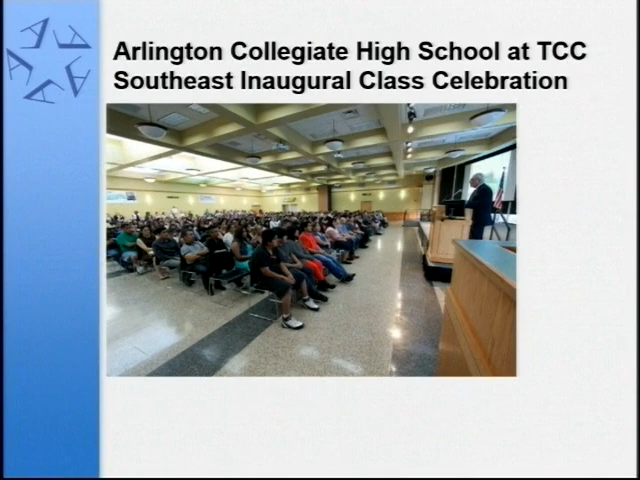 Arlington Collegiate High School at TCC
Southeast Inaugural Class Celebration
A
A
A
A
A